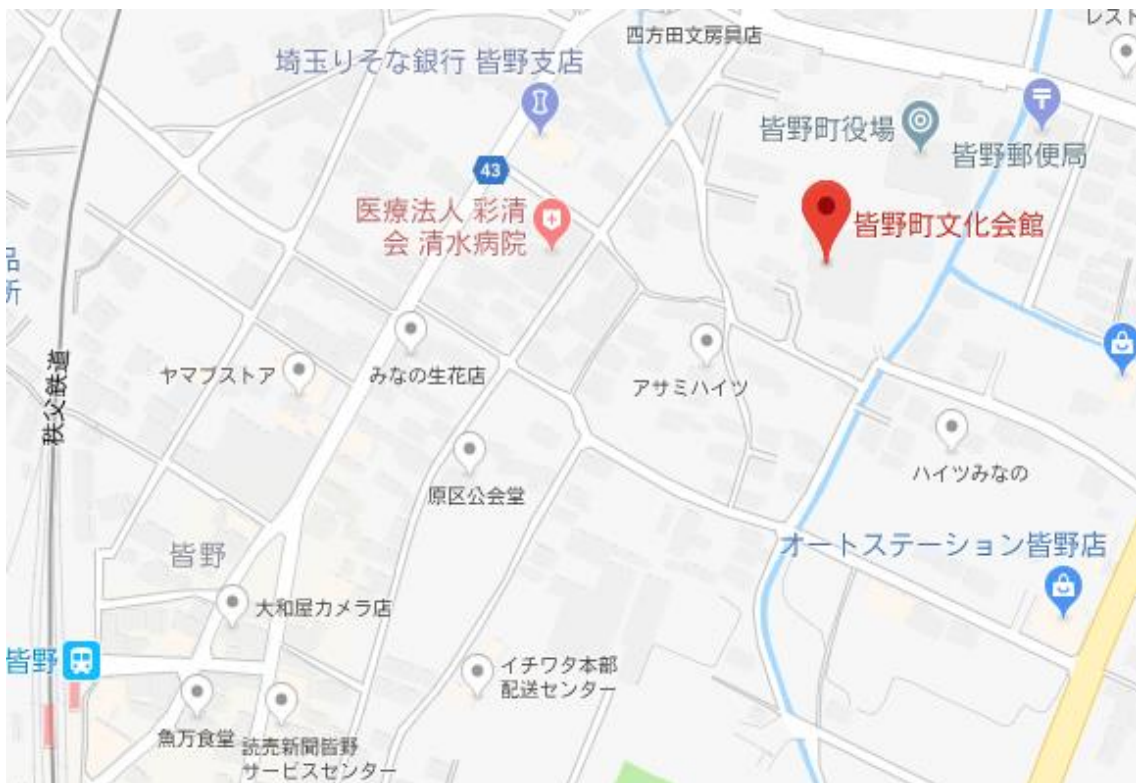 レスト
四方田文房具店
埼玉りそな銀行 皆野支店
皆野町役場
皆野郵便局
43
医療法人 彩清
会 清水病院
皆野町文化会館
品
所
秩父鉄道
ヤマブストア
みなの生花店
アサミハイツ
原区公会堂
ハイツみなの
皆野
オートステーション皆野店
大和屋カメラ店
皆野
イチワタ本部
配送センター
魚万食堂
読売新聞皆野
サービスセンター